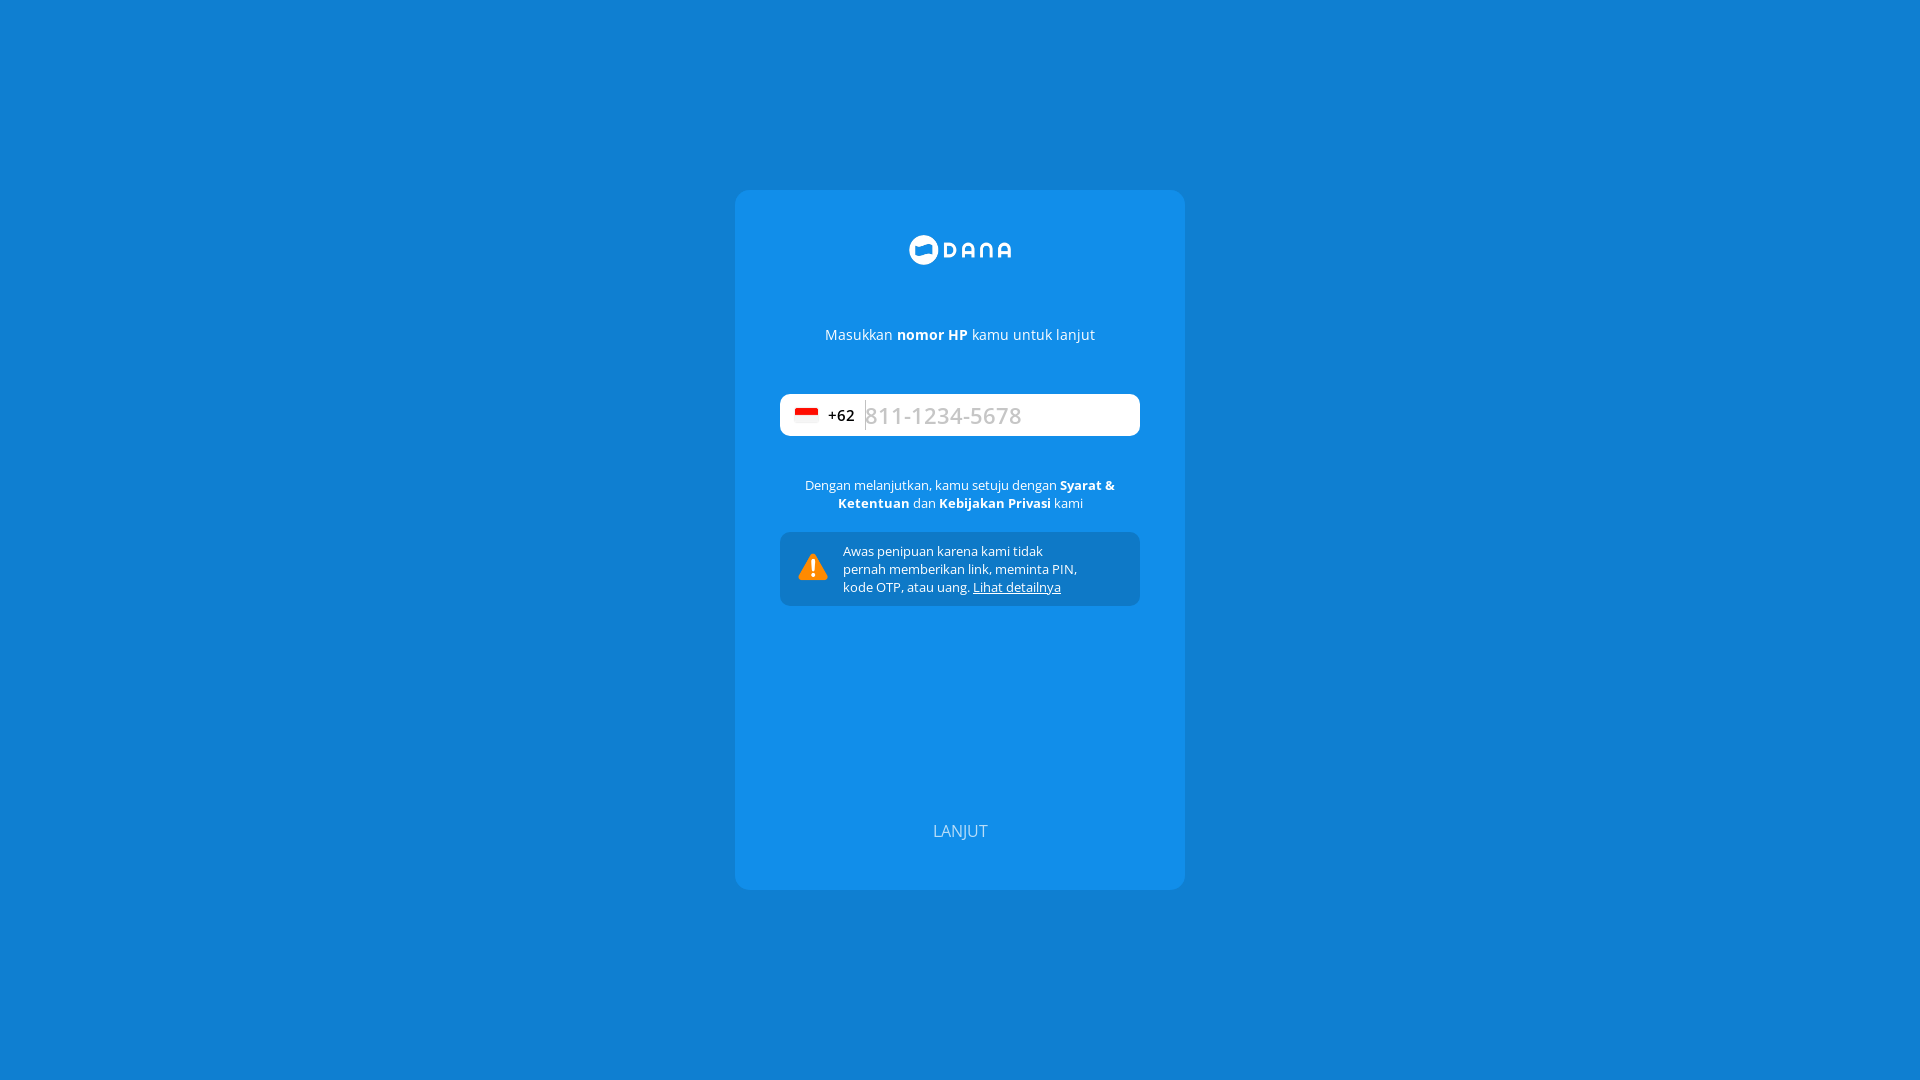 DANA
Masukkan nomor HP kamu untuk lanjut
+62 811-1234-5678
Dengan melanjutkan, kamu setuju dengan Syarat &
Ketentuan dan Kebijakan Privasi kami
Awas penipuan karena kami tidak
pernah memberikan link, meminta PIN,
kode OTP, atau uang. Lihat detailnya
LANJUT